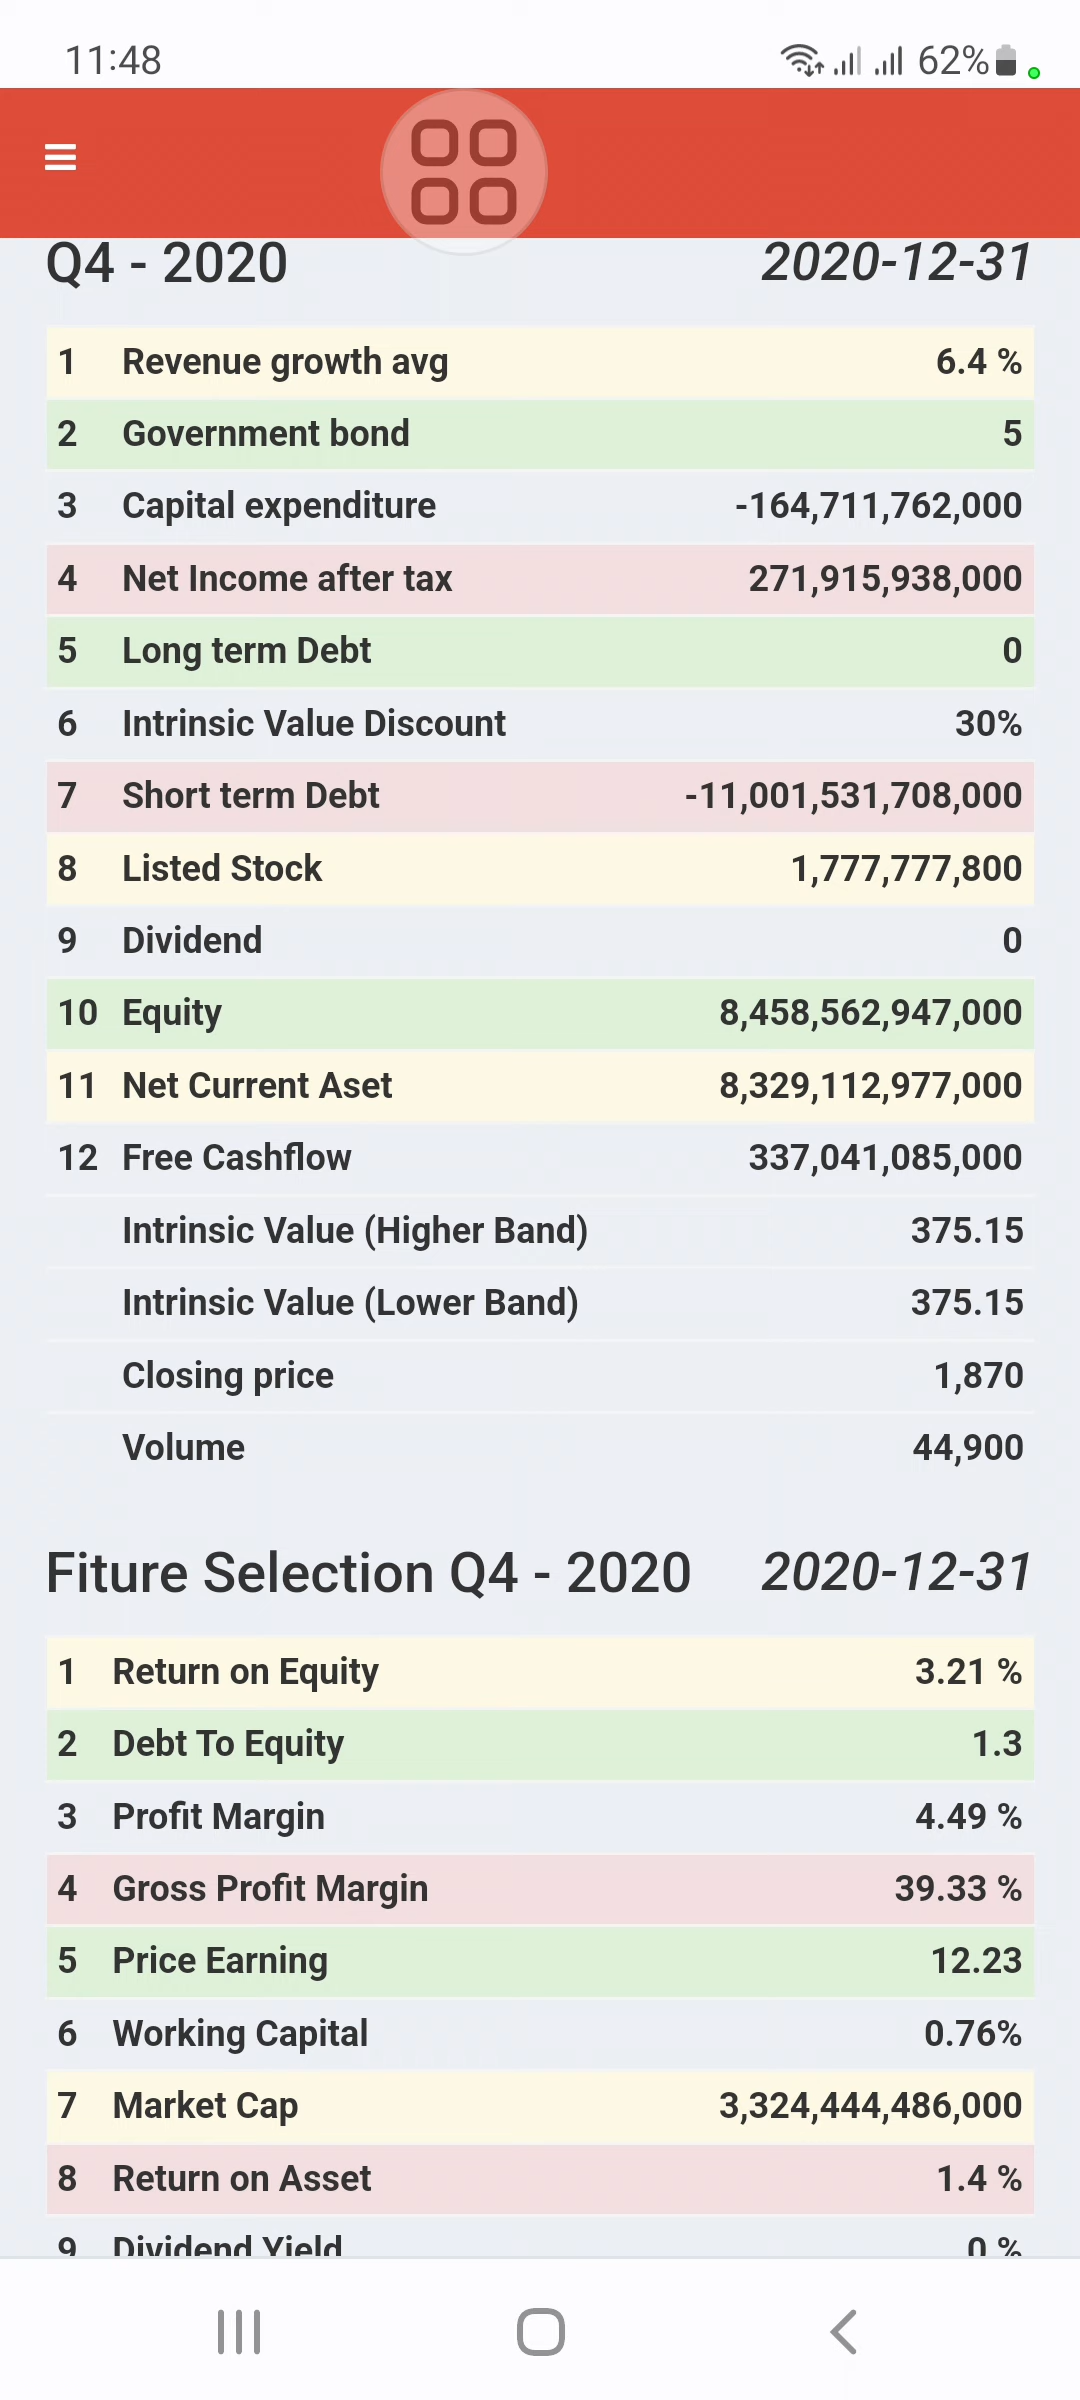 11:48 62%
Q4 - 2020 2020-12-31
1 Revenue growth avg 6.4 %
2 Government bond 5
3 Capital expenditure -164,711,762,000
4 Net Income after tax 271,915,938,000
5 Long term Debt 0
6 Intrinsic Value Discount 30%
7 Short term Debt -11,001,531,708,000
8 Listed Stock 1,777,777,800
9 Dividend 0
10 Equity 8,458,562,947,000
11 Net Current Aset 8,329,112,977,000
12 Free Cashflow 337,041,085,000
Intrinsic Value (Higher Band) 375.15
Intrinsic Value (Lower Band) 375.15
Closing price 1,870
Volume 44,900
Fiture Selection Q4 - 2020 2020-12-31
1 Return on Equity 3.21 %
2 Debt To Equity 1.3
3 Profit Margin 4.49 %
4 Gross Profit Margin 39.33 %
5 Price Earning 12.23
6 Working Capital 0.76%
7 Market Cap 3,324,444,486,000
8 Return on Asset 1.4 %
9 Dividend Yield 0 %